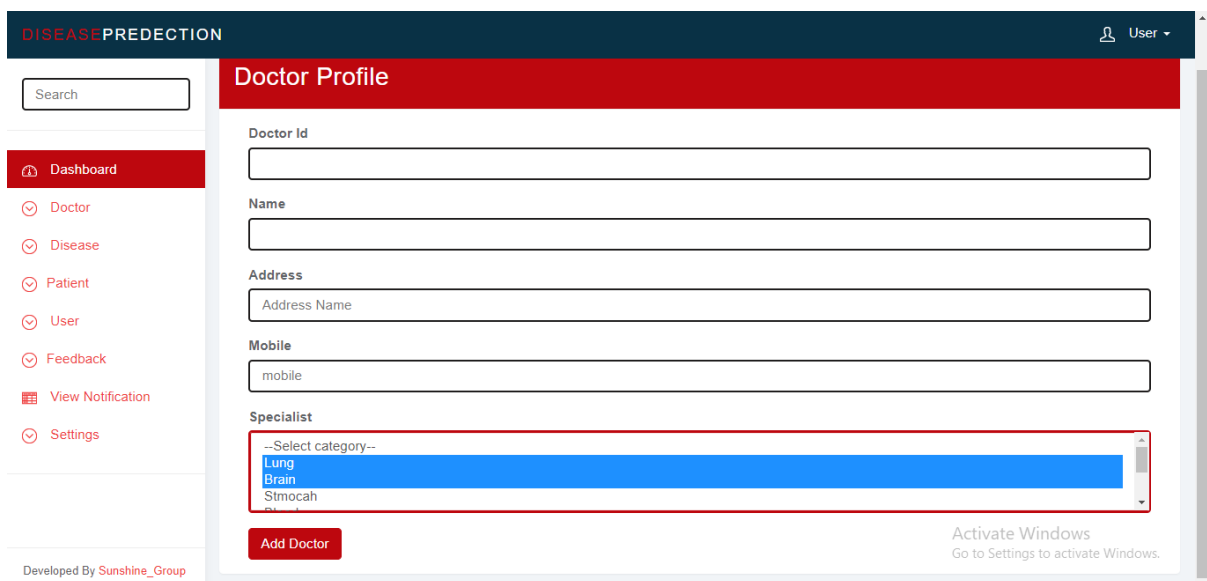 DISEASEPREDECTION
User
Search
Dashboard
Doctor
Disease
Patient
User
Feedback
View Notification
Settings
Developed By Sunshine_Group
Doctor Profile
Doctor Id
Name
Address
Address Name
Mobile
mobile
Specialist
--Select category--
Lung
Brain
Stmocah
Add Doctor
Activate Windows
Go to Settings to activate Windows.